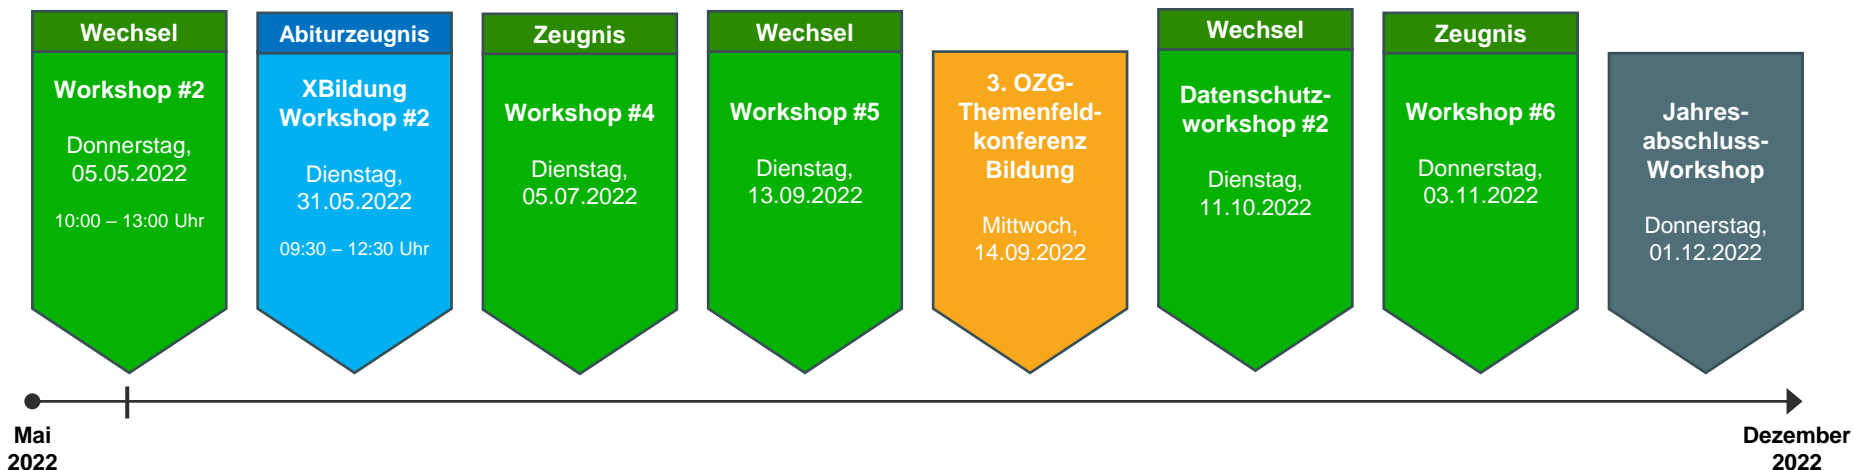 Wechsel
Workshop #2
Donnerstag,
05.05.2022
10:00 – 13:00 Uhr
Abiturzeugnis
XBildung
Workshop #2
Dienstag,
31.05.2022
09:30 – 12:30 Uhr
Zeugnis
Workshop #4
Dienstag,
05.07.2022
Wechsel
Workshop #5
Dienstag,
13.09.2022
3. OZG-
Themenfeld-
konferenz
Bildung
Mittwoch,
14.09.2022
Wechsel
Datenschutz-
workshop #2
Dienstag,
11.10.2022
Zeugnis
Workshop #6
Donnerstag,
03.11.2022
Jahres-
abschluss-
Workshop
Donnerstag,
01.12.2022
Mai
2022
Dezember
2022